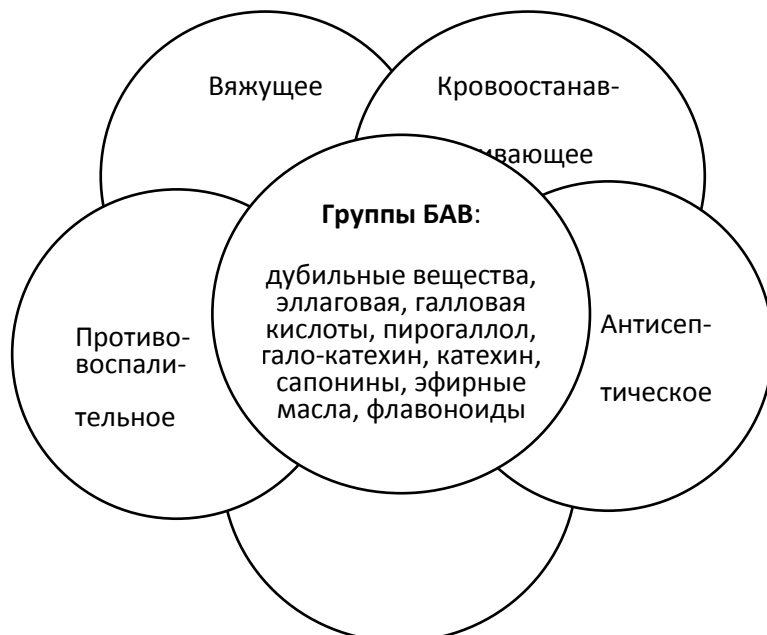 Вяжущее
Кровоостанав-
ивающее
Группы БАВ:
дубильные вещества,
эллаговая, галловая
кислоты, пирогаллол,
гало-катехин, катехин,
сапонины, эфирные
масла, флавоноиды
Противо-
воспали-
тельное
Антисеп-
тическое